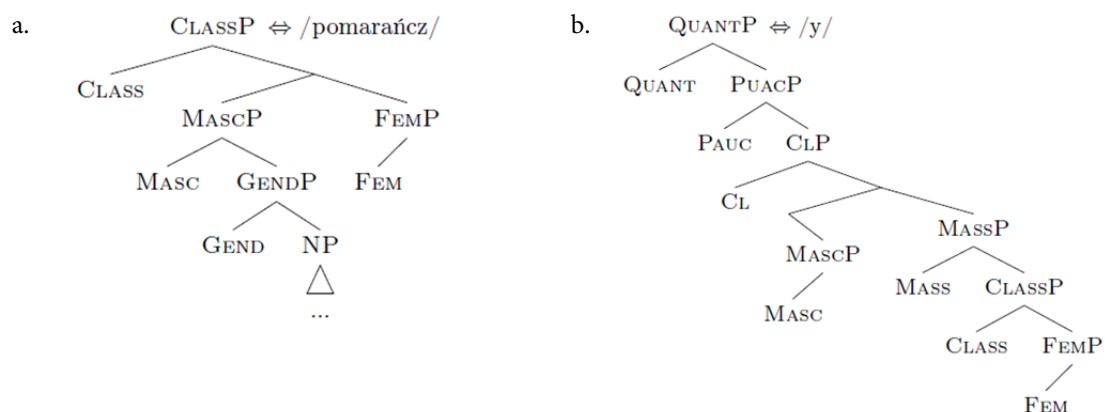 a.
CLASSP ⇔ /pomarańcz/
CLASS
MASCP FEMP
MASC GENDP FEM
GEND NP
...
b.
QUANTP ⇔ /y/
QUANT PUACP
PAUC CLP
CL
MASSP
MASCP
MASS CLASSP
MASC
CLASS FEMP
FEM